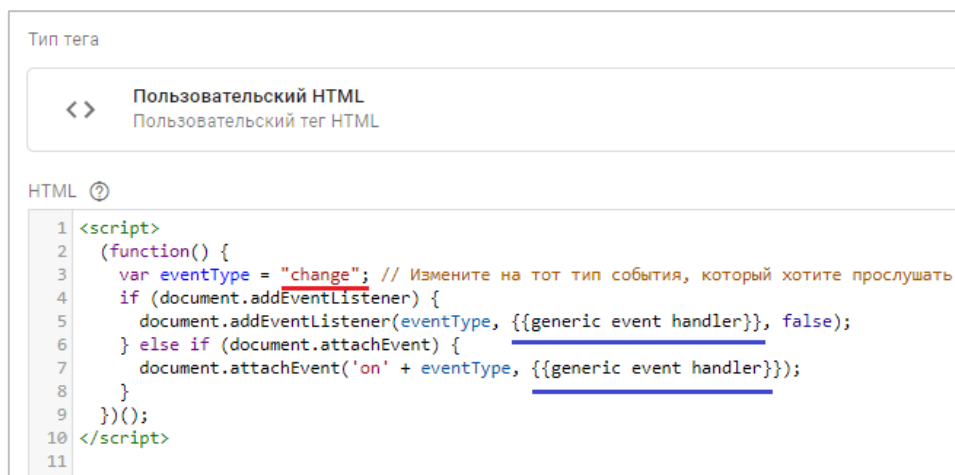 Тип тега
<> Пользовательский HTML
Пользовательский тег HTML
HTML ?
1 <script>
2 (function() {
3 var eventType = "change"; // Измените на тот тип события, который хотите прослушать
4 if (document.addEventListener) {
5 document.addEventListener(eventType, {{generic event handler}}, false);
6 } else if (document.attachEvent) {
7 document.attachEvent('on' + eventType, {{generic event handler}});
8 }
9 })();
10 </script>
11